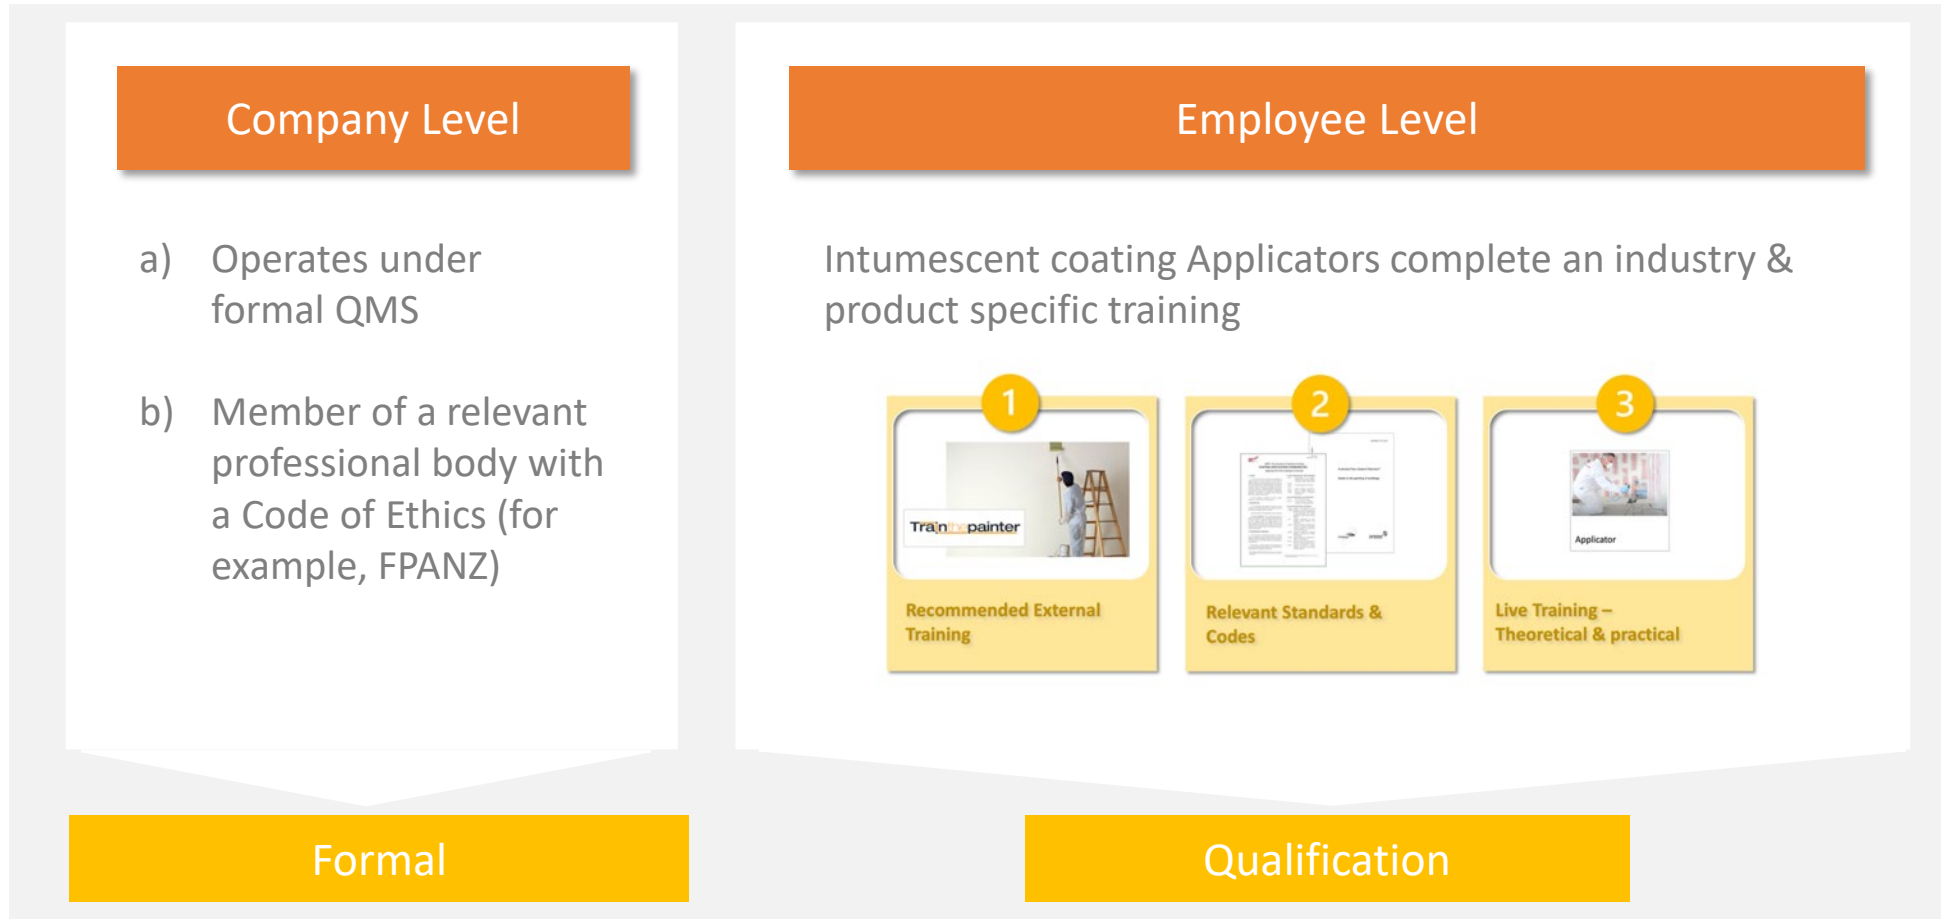 Company Level
a) Operates under
formal QMS
b) Member of a relevant
professional body with
a Code of Ethics (for
example, FPANZ)
Formal
Employee Level
Intumescent coating Applicators complete an industry &
product specific training
1
Trainthepainter
Recommended External
Training
2
Relevant Standards &
Codes
3
Applicator
Live Training –
Theoretical & practical
Qualification